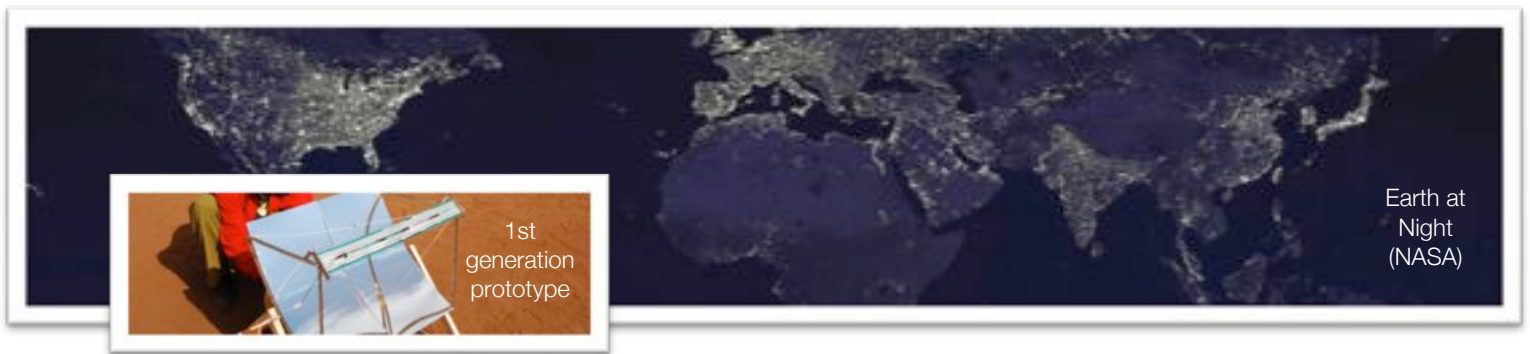 1st
generation
prototype
Earth at
Night
(NASA)